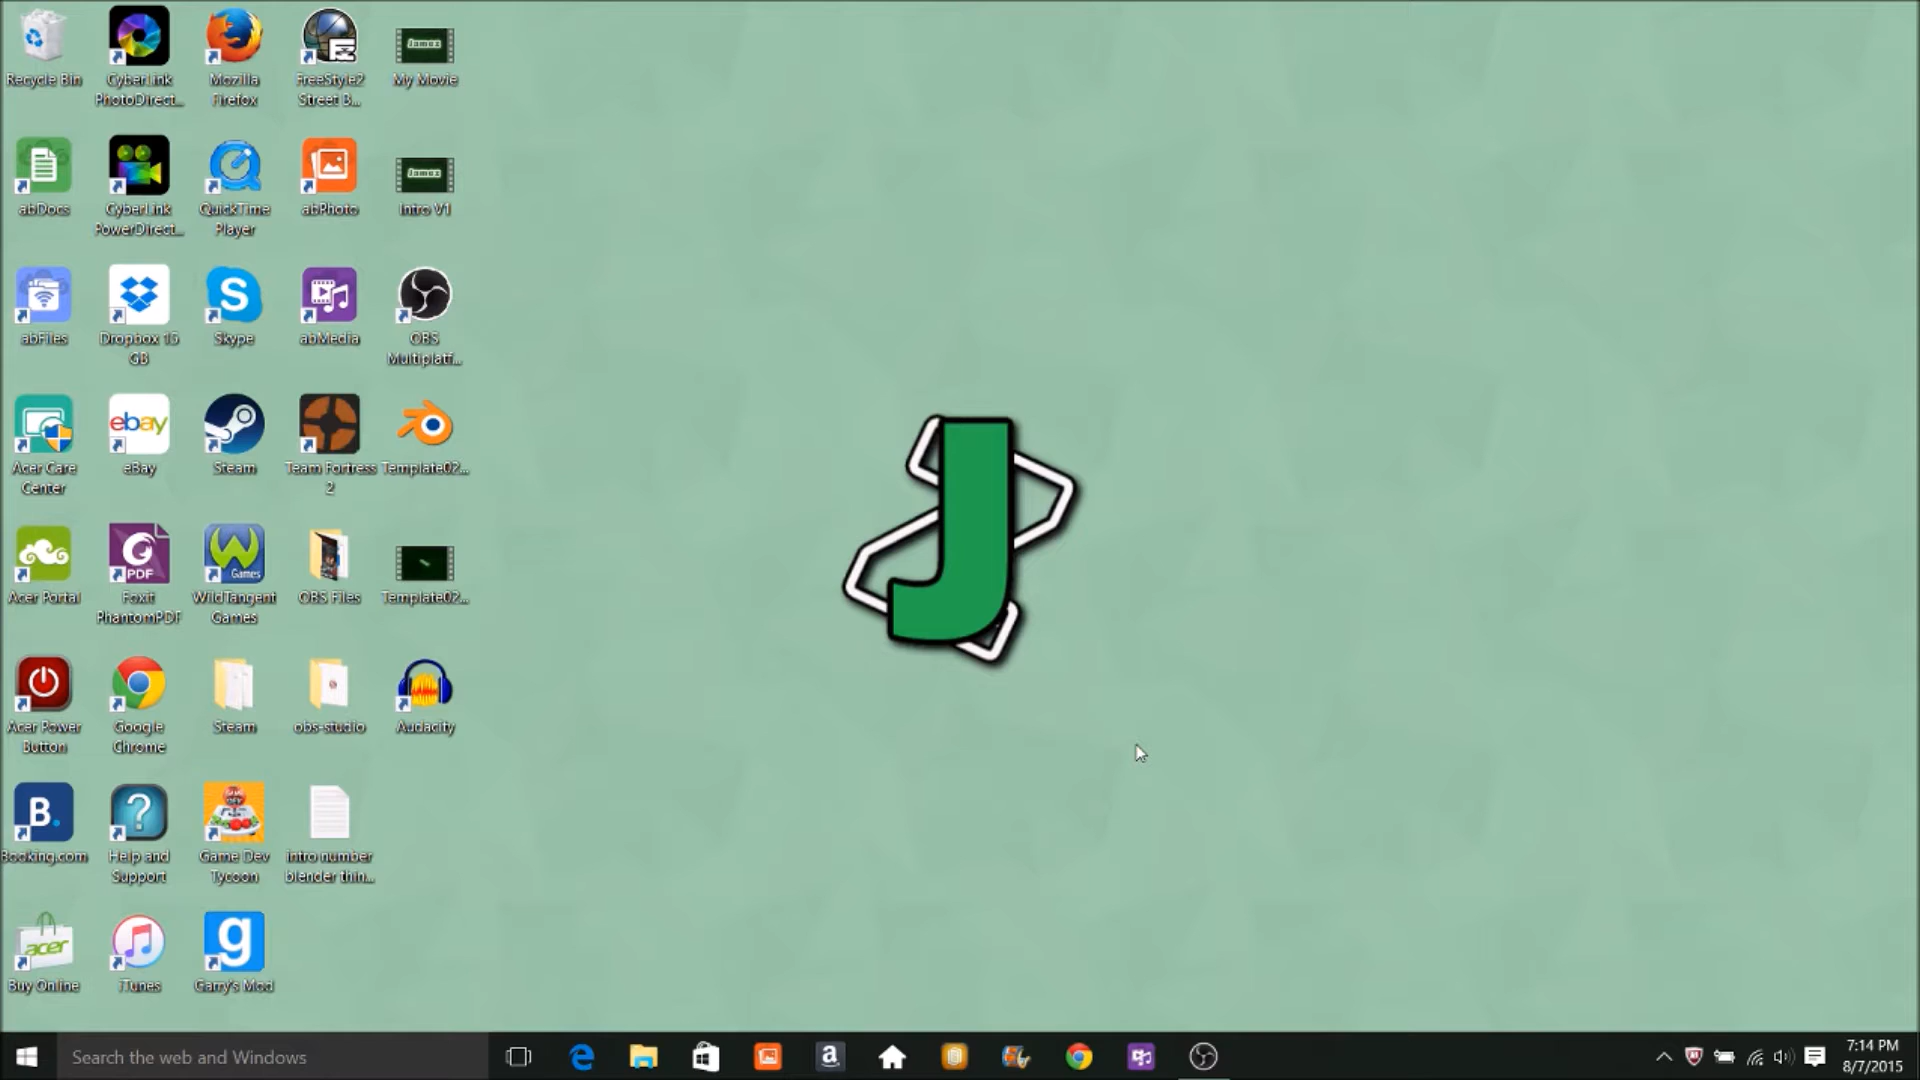 Recycle Bin
CyberLink
PhotoDirect...
Mozilla
Firefox
FreeStyle2
Street B...
My Movie
abDocs
CyberLink
PowerDirect...
QuickTime
Player
abPhoto
Intro V1
abFiles
Dropbox 15
GB
Skype
abMedia
OBS
Multiplatf...
Acer Care
Center
ebay
eBay
Steam
Team Fortress
2
Template02...
Acer Portal
PDF
Foxit
PhantomPDF
Games
WildTangent
Games
OBS Files
Template02...
Acer Power
Button
Google
Chrome
Steam
obs-studio
Audacity
B.
Booking.com
Help and
Support
Game Dev
Tycoon
intro number
blender thin...
acer
Buy Online
iTunes
g
Garry's Mod
J
Search the web and Windows
7:14 PM
8/7/2015